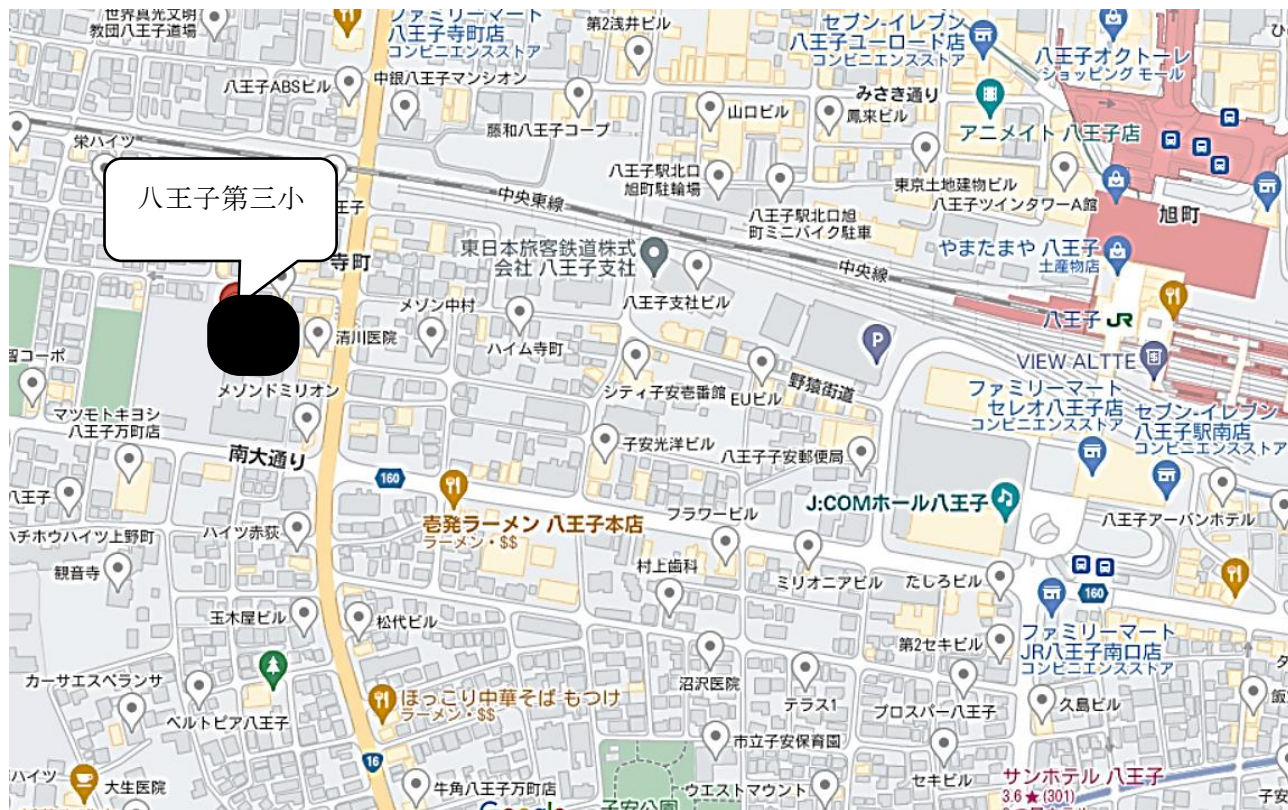 世界真光文明
教団八王子道場
ファミリーマート
八王子寺町店
コンビニエンスストア
第2浅井ビル
セブン-イレブン
八王子ユーロード店
コンビニエンスストア
八王子オクトーレ
ショッピング モール
八王子ABSビル
中銀八王子マンション
藤和八王子コープ
山口ビル
みさき通り
鳳来ビル
アニメイト 八王子店
栄ハイツ
八王子第三小
王子
八王子駅北口
旭町駐輪場
八王子駅北口旭
町ミニバイク駐車
東京土地建物ビル
八王子ツインタワーA館
旭町
中央東線
東日本旅客鉄道株式
会社 八王子支社
中央線
やまたまや 八王子
土産物店
寺町
メゾン中村
八王子支社ビル
八王子 JR
清川医院
ハイム寺町
P
VIEW ALTTE
習コーポ
メゾンドミリオン
シティ子安壱番館
EUビル
野猿街道
ファミリーマート
セレオ八王子店
コンビニエンスストア
セブン-イレブン
八王子駅南店
コンビニエンスストア
マツモトキヨシ
八王子万町店
南大通り
子安光洋ビル
八王子子安郵便局
160
八王子
壱発ラーメン 八王子本店
ラーメン・$$
フラワービル
J:COMホール八王子
八王子アーバンホテル
ハイツ赤荻
チホウハイツ上野町
観音寺
村上歯科
ミリオニアビル
たしろビル
160
玉木屋ビル
松代ビル
第2セキビル
ファミリーマート
JR八王子南口店
コンビニエンスストア
カーサエスペランサ
沼沢医院
ほっこり中華そば もつけ
ラーメン・$$
テラス1
プロスパー八王子
久島ビル
ベルトピア八王子
市立子安保育園
16
ハイツ
大生医院
牛角八王子万町店
ウエストマウント
セキビル
サンホテル 八王子
3.6★(301)
Google
子安公園